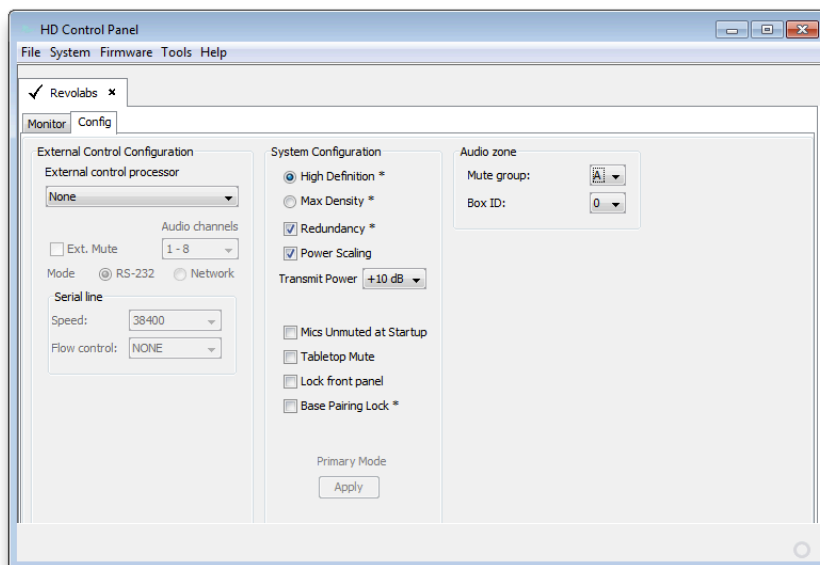 HD Control Panel
File System Firmware Tools Help
Revolabs
Monitor Config
External Control Configuration
External control processor
None
Audio channels
Ext. Mute 1 - 8
Mode RS-232 Network
Serial line
Speed: 38400
Flow control: NONE
System Configuration
High Definition *
Max Density *
Redundancy *
Power Scaling
Transmit Power +10 dB
Mics Unmuted at Startup
Tabletop Mute
Lock front panel
Base Pairing Lock *
Primary Mode
Apply
Audio zone
Mute group: A
Box ID: 0